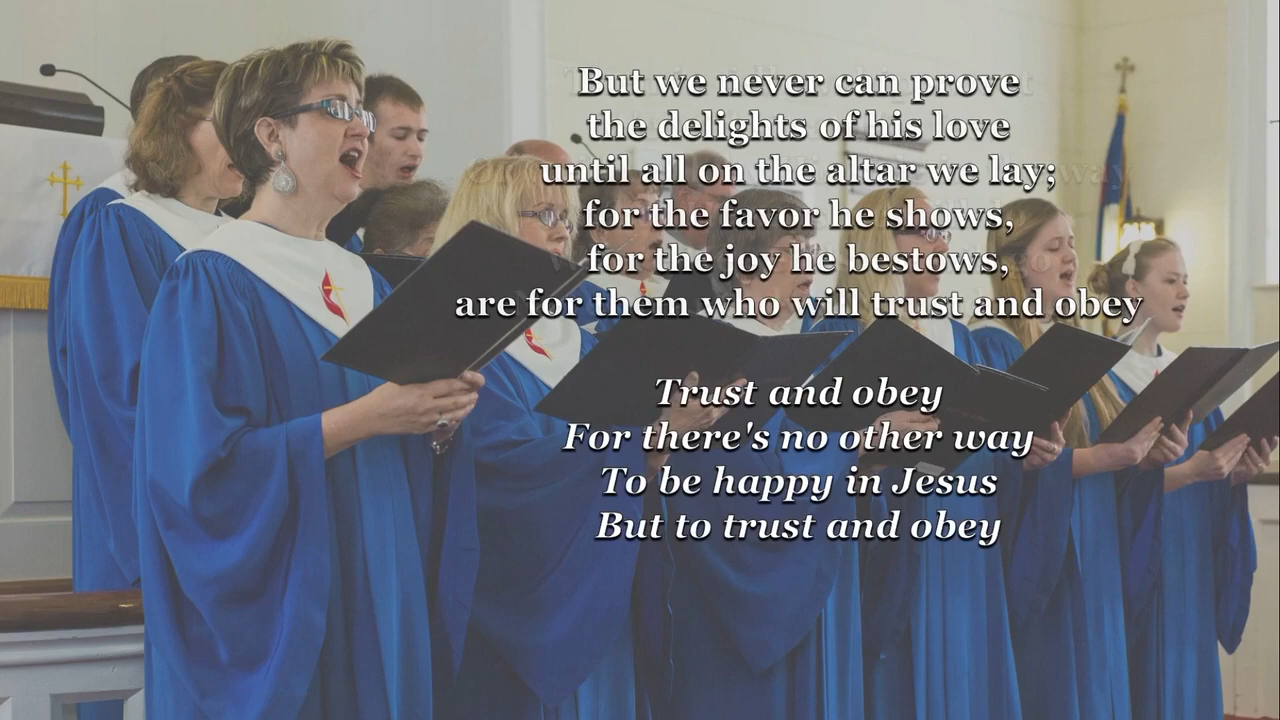 But we never can prove
the delights of his love
until all on the altar we lay;
for the favor he shows,
for the joy he bestows,
are for them who will trust and obey
Trust and obey
For there's no other way
To be happy in Jesus
But to trust and obey